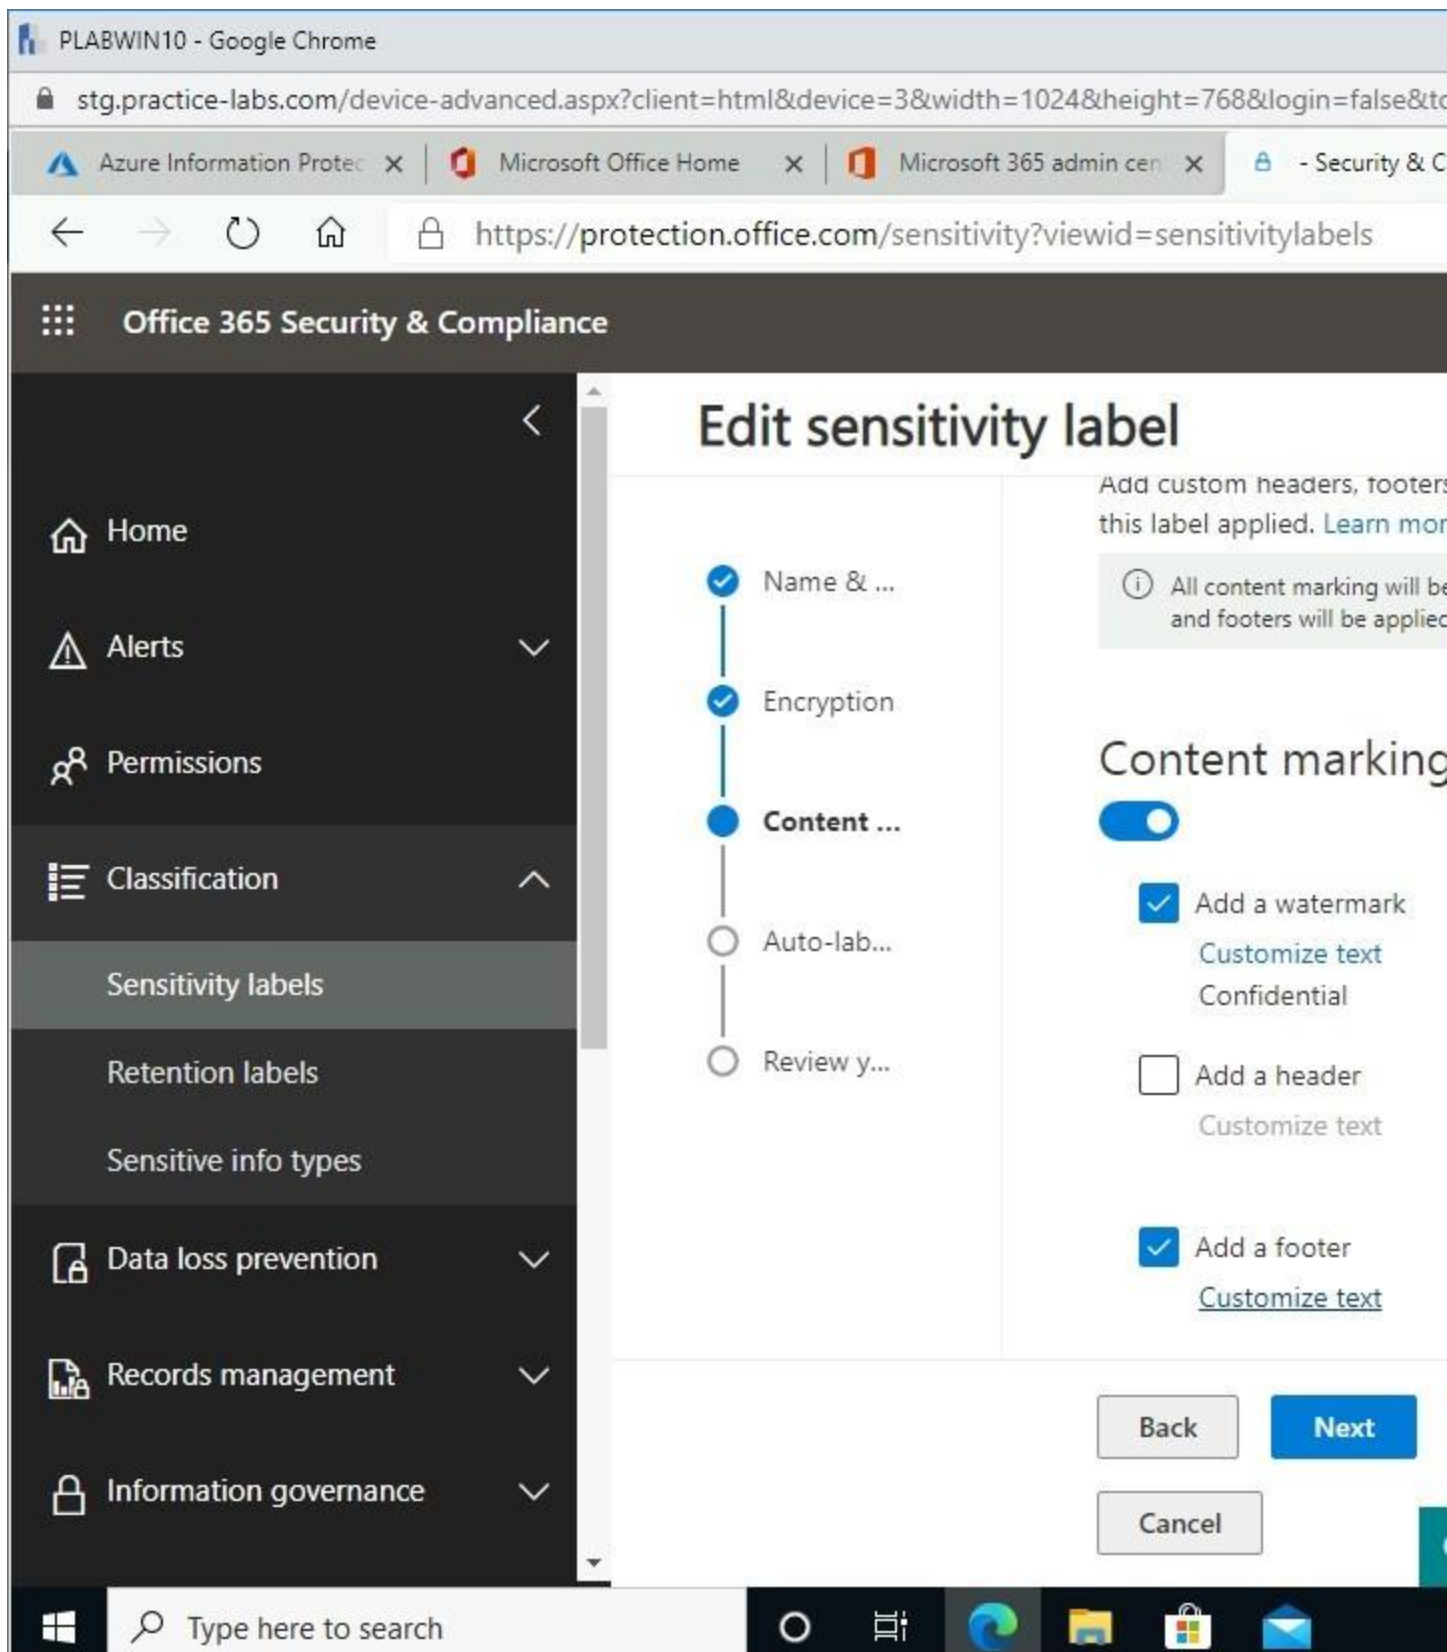 PLABWIN10 - Google Chrome
stg.practice-labs.com/device-advanced.aspx?client=html&device=3&width=1024&height=768&login=false&to
Azure Information Protec
Microsoft Office Home
Microsoft 365 admin cen
- Security & C
https://protection.office.com/sensitivity?viewid=sensitivitylabels
Office 365 Security & Compliance
Home
Alerts
Permissions
Classification
Sensitivity labels
Retention labels
Sensitive info types
Data loss prevention
Records management
Information governance
Edit sensitivity label
Name & ...
Encryption
Content ...
Auto-lab...
Review y...
Add custom headers, footers
this label applied. Learn mor
All content marking will be
and footers will be applied
Content marking
Add a watermark
Customize text
Confidential
Add a header
Customize text
Add a footer
Customize text
Back
Next
Cancel
Type here to search